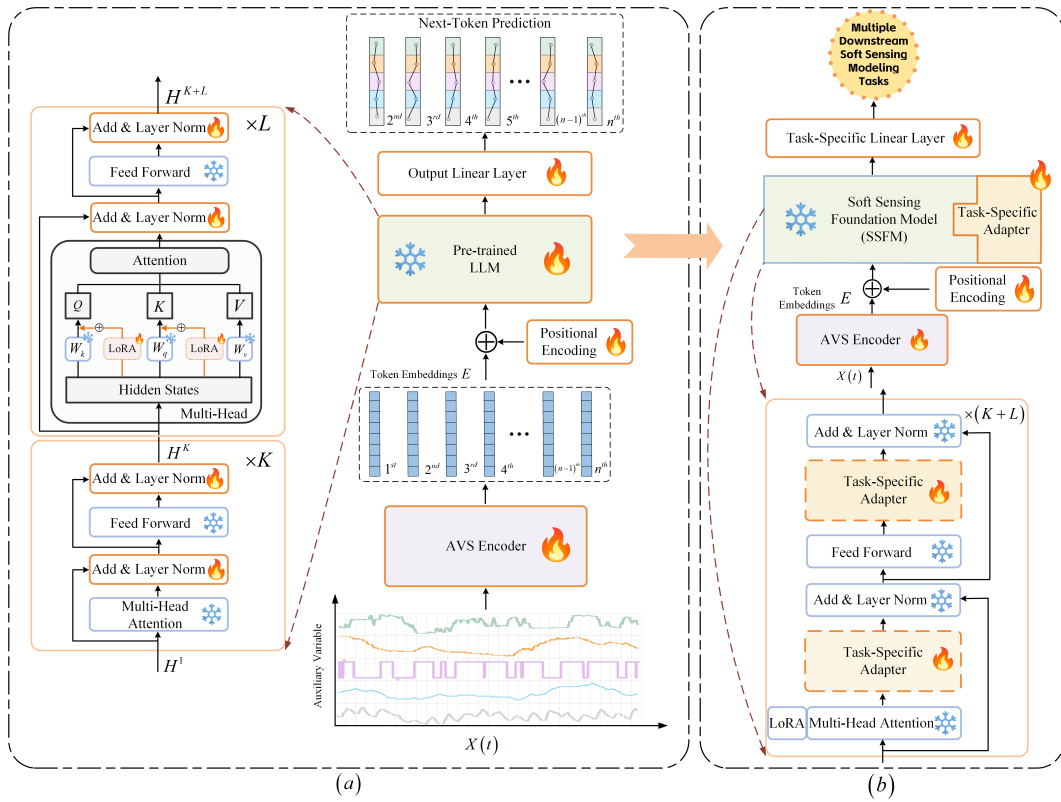 Next-Token Prediction
2nd 3rd 4th 5th ... (n-1)th nth
Output Linear Layer
Pre-trained
LLM
Positional
Encoding
Token Embeddings E
1st 2nd 3rd 4th ... (n-1)th nth
AVS Encoder
Auxiliary Variable
X(t)
H^{K+L}
×L
Add & Layer Norm
Feed Forward
Add & Layer Norm
Attention
Q K V
W_k LoRA W_q LoRA W_v
Hidden States
Multi-Head
H^K
×K
Add & Layer Norm
Feed Forward
Add & Layer Norm
Multi-Head
Attention
H^1
(a)
Multiple
Downstream
Soft Sensing
Modeling
Tasks
Task-Specific Linear Layer
Soft Sensing
Foundation Model
(SSFM)
Task-Specific
Adapter
Token
Embeddings E
Positional
Encoding
AVS Encoder
X(t)
×(K+L)
Add & Layer Norm
Task-Specific
Adapter
Feed Forward
Add & Layer Norm
Task-Specific
Adapter
LoRA Multi-Head Attention
(b)